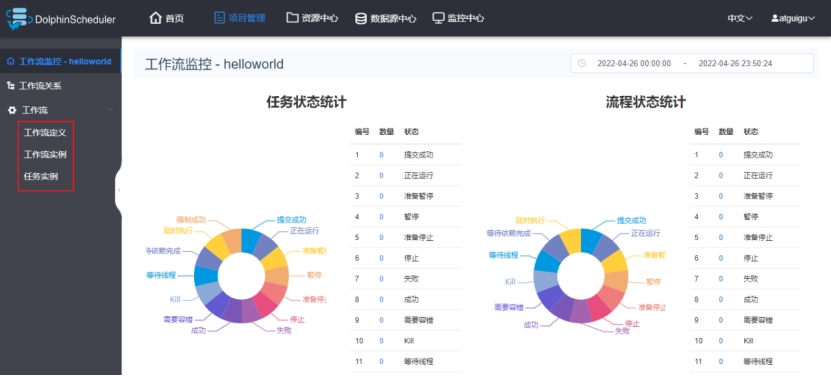 DolphinScheduler 首页 项目管理 资源中心 数据源中心 监控中心 中文 atguigu
工作流监控 - helloworld
工作流关系
工作流
工作流定义
工作流实例
任务实例
工作流监控 - helloworld
2022-04-26 00:00:00 - 2022-04-26 23:50:24
任务状态统计
强制成功
延时执行
等待依赖完成
等待线程
Kill
需要容错
成功
提交成功
正在运行
准备暂停
暂停
准备停止
停止
失败
编号 数量 状态
1 0 提交成功
2 0 正在运行
3 0 准备暂停
4 0 暂停
5 0 准备停止
6 0 停止
7 0 失败
8 0 成功
9 0 需要容错
10 0 Kill
11 0 等待线程
流程状态统计
延时执行
等待依赖完成
等待线程
Kill
需要容错
成功
提交成功
正在运行
准备暂
暂停
准备停止
停止
失败
编号 数量 状态
1 0 提交成功
2 0 正在运行
3 0 准备暂停
4 0 暂停
5 0 准备停止
6 0 停止
7 0 失败
8 0 成功
9 0 需要容错
10 0 Kill
11 0 等待线程